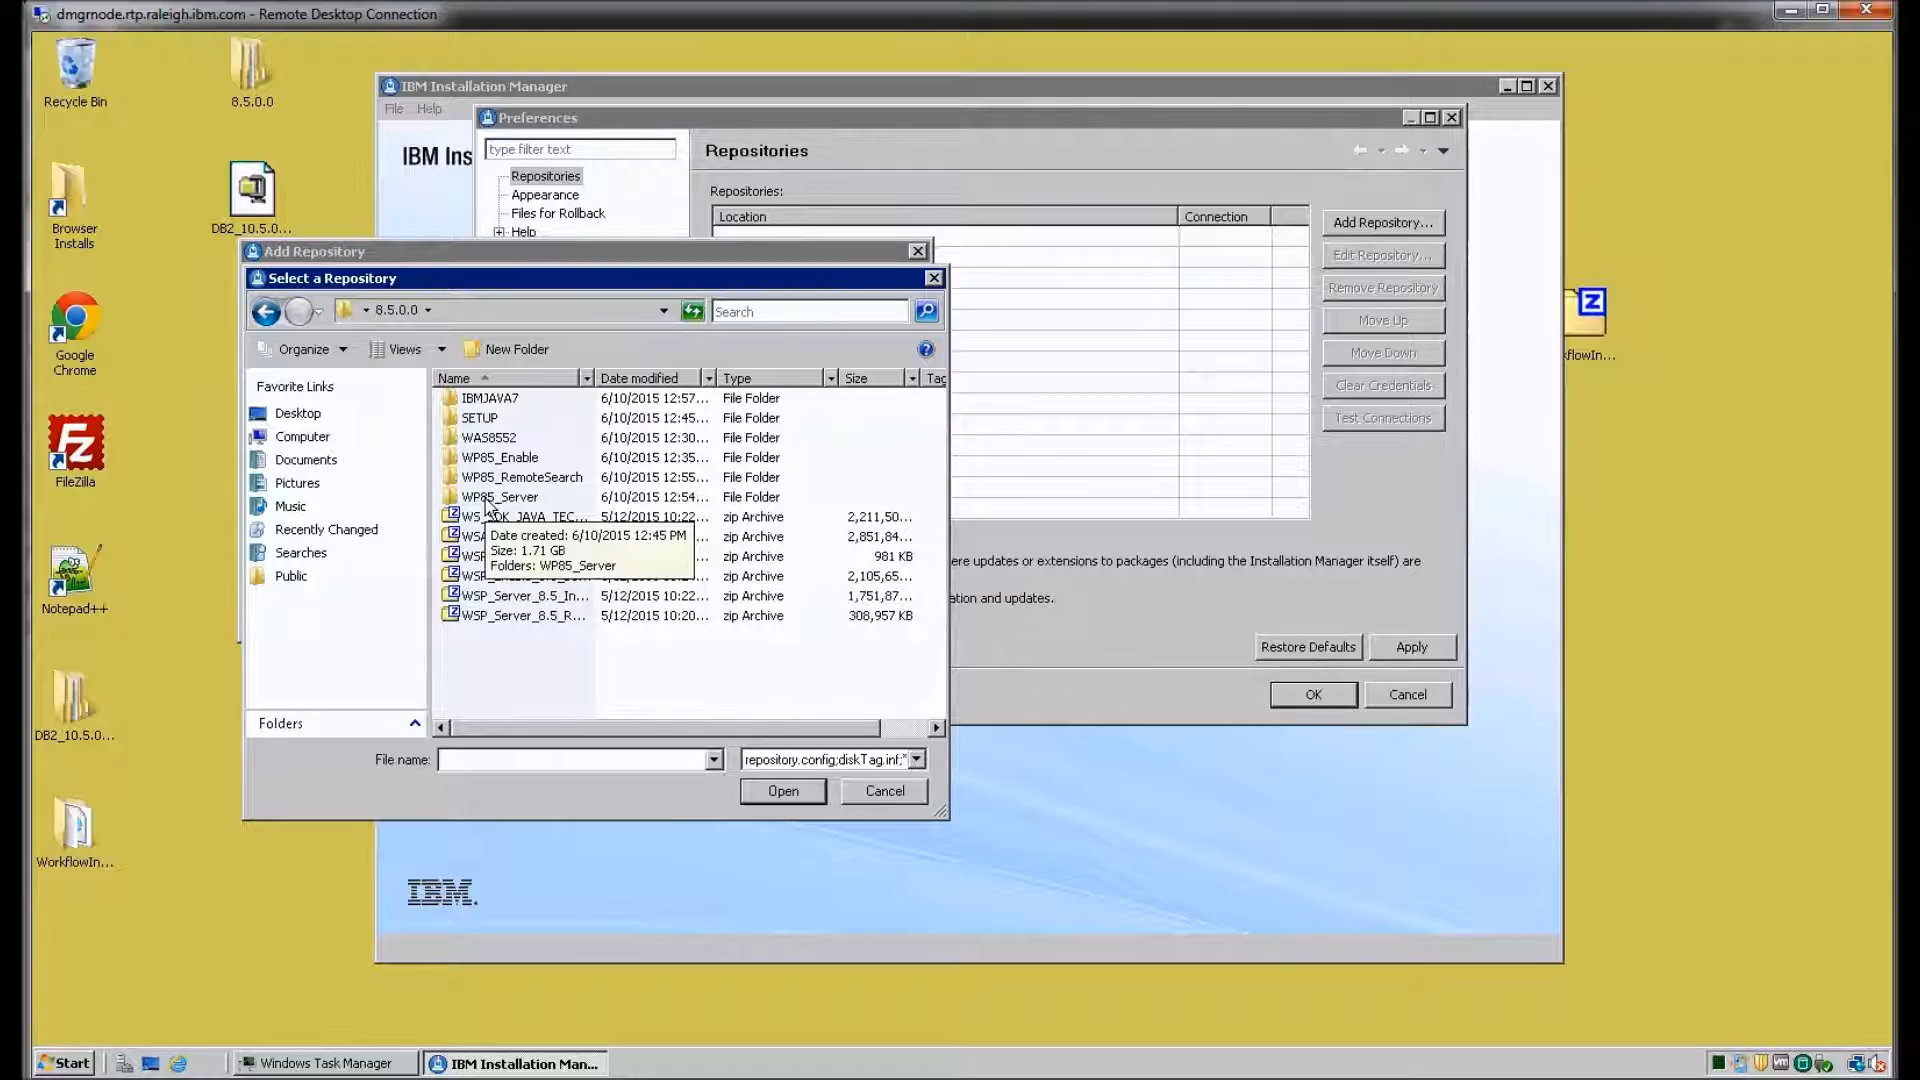 dmgrnode.rtp.raleigh.ibm.com - Remote Desktop Connection
Recycle Bin
8.5.0.0
Browser
Installs
DB2_10.5.0...
Google
Chrome
FileZilla
Notepad++
DB2_10.5.0...
WorkflowIn...
flowIn...
IBM Installation Manager
File Help
IBM Ins
Preferences
type filter text
Repositories
Appearance
Files for Rollback
Help
Repositories
Repositories:
Location Connection
Add Repository...
Edit Repository...
Remove Repository
Move Up
Move Down
Clear Credentials
Test Connections
ere updates or extensions to packages (including the Installation Manager itself) are
ation and updates.
Restore Defaults Apply
OK Cancel
Add Repository
Select a Repository
8.5.0.0 Search
Organize Views New Folder
Favorite Links
Desktop
Computer
Documents
Pictures
Music
Recently Changed
Searches
Public
Folders
Name Date modified Type Size Tag
IBMJAVA7 6/10/2015 12:57... File Folder
SETUP 6/10/2015 12:45... File Folder
WAS8552 6/10/2015 12:30... File Folder
WP85_Enable 6/10/2015 12:35... File Folder
WP85_RemoteSearch 6/10/2015 12:55... File Folder
WP85_Server 6/10/2015 12:54... File Folder
WS_SDK_JAVA_TEC... 5/12/2015 10:22... zip Archive 2,211,50...
WSA zip Archive 2,851,84...
WSP zip Archive 981 KB
WSP zip Archive 2,105,65...
WSP_Server_8.5_In... 5/12/2015 10:22... zip Archive 1,751,87...
WSP_Server_8.5_R... 5/12/2015 10:20... zip Archive 308,957 KB
Date created: 6/10/2015 12:45 PM
Size: 1.71 GB
Folders: WP85_Server
File name: repository.config;diskTag.inf;*
Open Cancel
IBM.
Start Windows Task Manager IBM Installation Man...